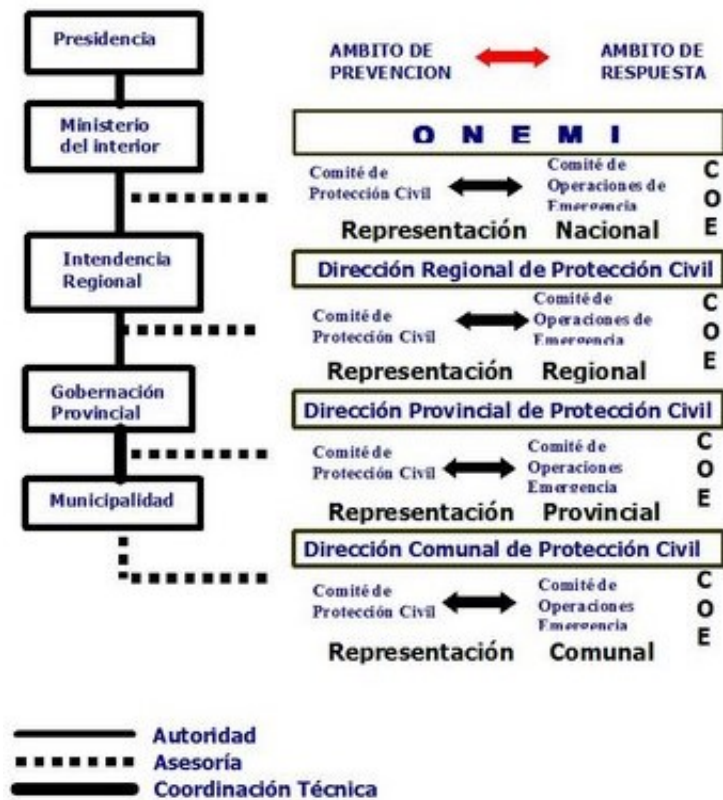 Presidencia
Ministerio
del interior
Intendencia
Regional
Gobernación
Provincial
Municipalidad
AMBITO DE
PREVENCION
AMBITO DE
RESPUESTA
O N E M I
Comité de
Protección Civil
Comité de
Operaciones de
Emergencia
C
O
E
Representación Nacional
Dirección Regional de Protección Civil
Comité de
Protección Civil
Comité de
Operaciones de
Emergencia
C
O
E
Representación Regional
Dirección Provincial de Protección Civil
Comité de
Protección Civil
Comité de
Operaciones
Emergencia
C
O
E
Representación Provincial
Dirección Comunal de Protección Civil
Comité de
Protección Civil
Comité de
Operaciones
Emergencia
C
O
E
Representación Comunal
Autoridad
Asesoría
Coordinación Técnica